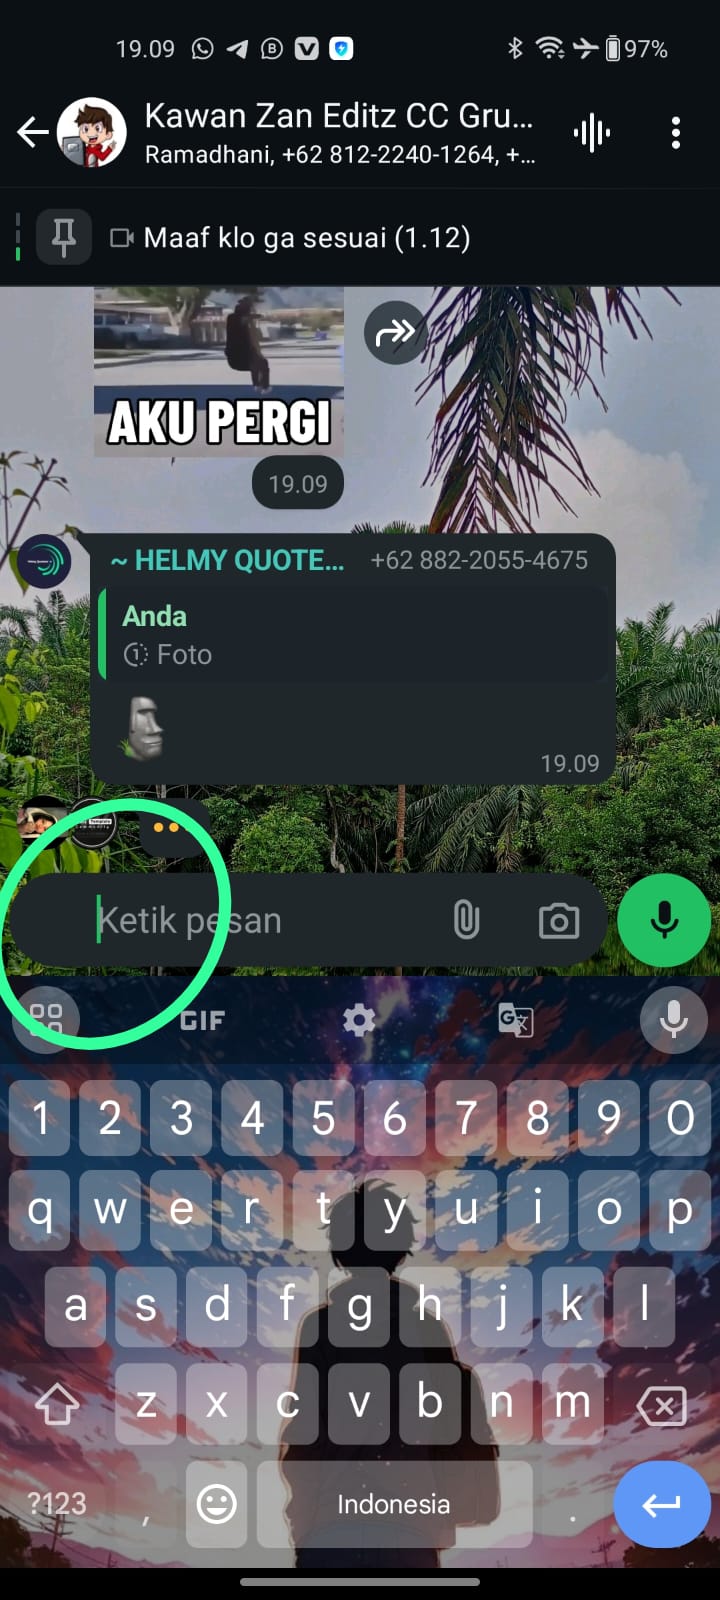 19.09
97%
Kawan Zan Editz CC Gru...
Ramadhani, +62 812-2240-1264, +...
Maaf klo ga sesuai (1.12)
AKU PERGI
19.09
~ HELMY QUOTE... +62 882-2055-4675
Anda
Foto
19.09
Ketik pesan
GIF
1 2 3 4 5 6 7 8 9 0
q w e r t y u i o p
a s d f g h j k l
z x c v b n m
?123 , Indonesia .